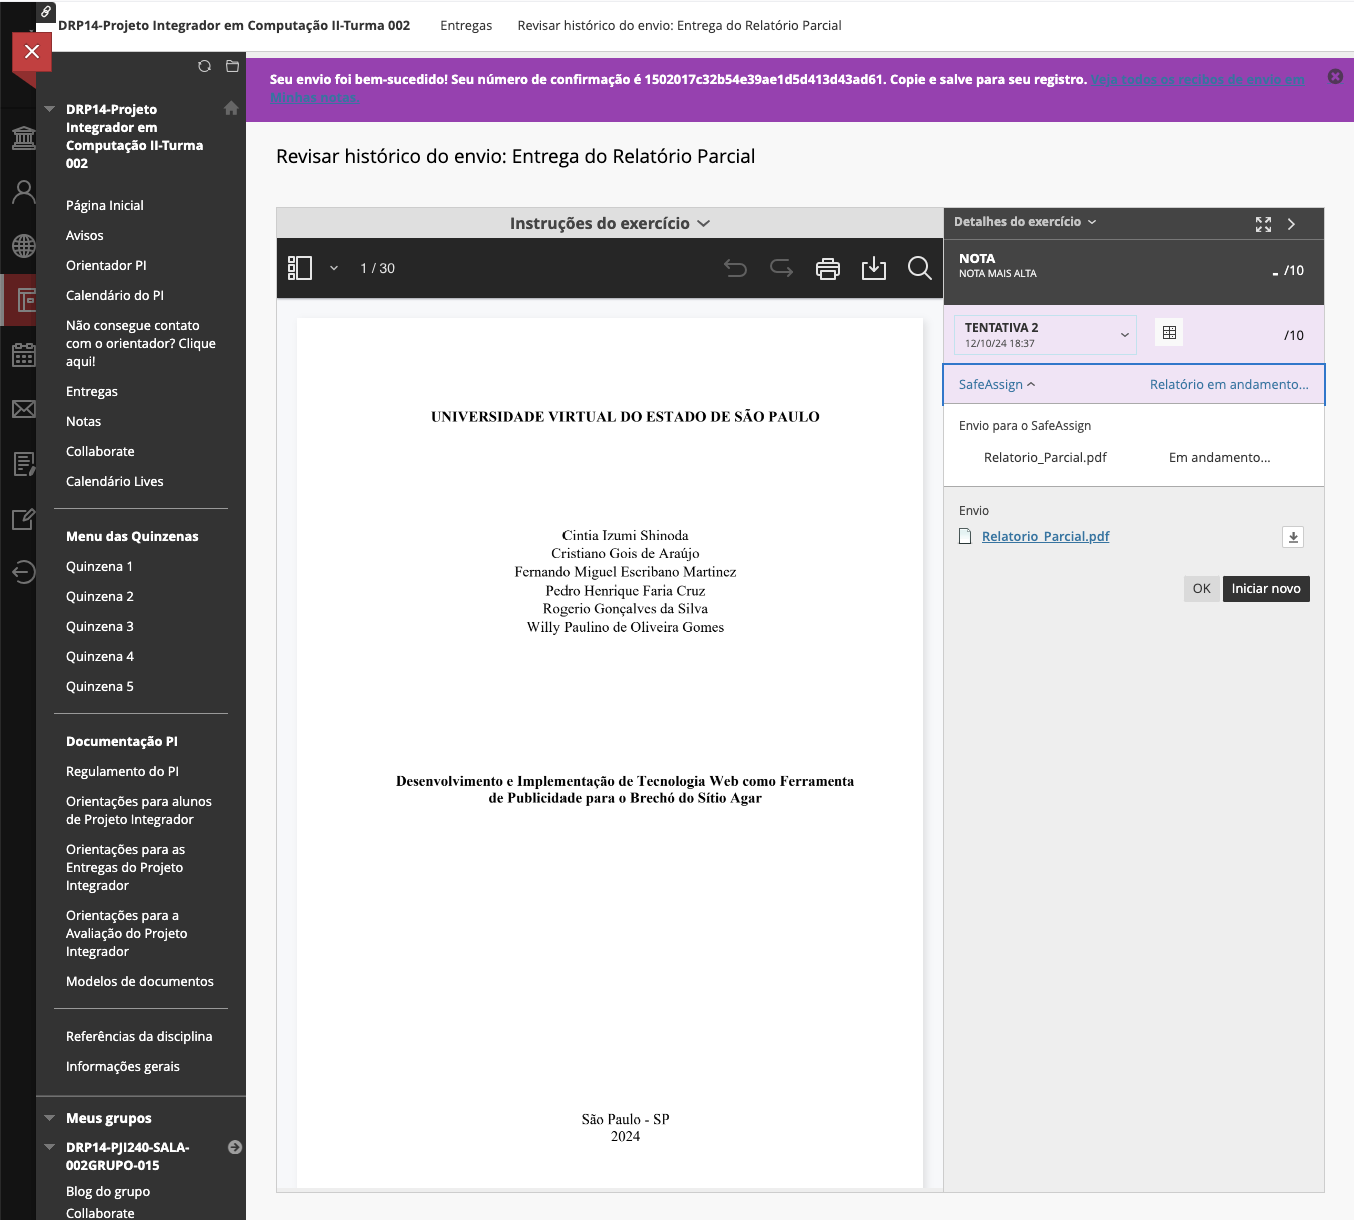 DRP14-Projeto Integrador em Computação II-Turma 002
Entregas
Revisar histórico do envio: Entrega do Relatório Parcial
Seu envio foi bem-sucedido! Seu número de confirmação é 1502017c32b54e39ae1d5d413d43ad61. Copie e salve para seu registro. Veja todos os recibos de envio em
Minhas notas.
DRP14-Projeto
Integrador em
Computação II-Turma
002
Página Inicial
Avisos
Orientador PI
Calendário do PI
Não consegue contato
com o orientador? Clique
aqui!
Entregas
Notas
Collaborate
Calendário Lives
Menu das Quinzenas
Quinzena 1
Quinzena 2
Quinzena 3
Quinzena 4
Quinzena 5
Documentação PI
Regulamento do PI
Orientações para alunos
de Projeto Integrador
Orientações para as
Entregas do Projeto
Integrador
Orientações para a
Avaliação do Projeto
Integrador
Modelos de documentos
Referências da disciplina
Informações gerais
Meus grupos
DRP14-PJI240-SALA-
002GRUPO-015
Blog do grupo
Collaborate
Revisar histórico do envio: Entrega do Relatório Parcial
Instruções do exercício
1 / 30
UNIVERSIDADE VIRTUAL DO ESTADO DE SÃO PAULO
Cintia Izumi Shinoda
Cristiano Gois de Araújo
Fernando Miguel Escribano Martinez
Pedro Henrique Faria Cruz
Rogerio Gonçalves da Silva
Willy Paulino de Oliveira Gomes
Desenvolvimento e Implementação de Tecnologia Web como Ferramenta
de Publicidade para o Brechó do Sítio Agar
São Paulo - SP
2024
Detalhes do exercício
NOTA
NOTA MAIS ALTA
- /10
TENTATIVA 2
12/10/24 18:37
/10
SafeAssign
Relatório em andamento...
Envio para o SafeAssign
Relatorio_Parcial.pdf
Em andamento...
Envio
Relatorio_Parcial.pdf
OK
Iniciar novo